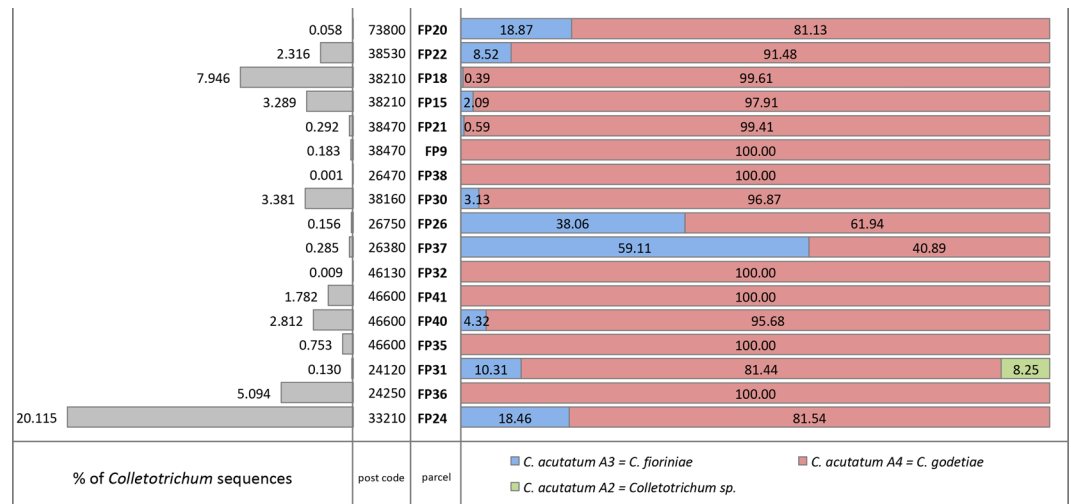 0.058 73800 FP20 18.87 81.13
2.316 38530 FP22 8.52 91.48
7.946 38210 FP18 0.39 99.61
3.289 38210 FP15 2.09 97.91
0.292 38470 FP21 0.59 99.41
0.183 38470 FP9 100.00
0.001 26470 FP38 100.00
3.381 38160 FP30 3.13 96.87
0.156 26750 FP26 38.06 61.94
0.285 26380 FP37 59.11 40.89
0.009 46130 FP32 100.00
1.782 46600 FP41 100.00
2.812 46600 FP40 4.32 95.68
0.753 46600 FP35 100.00
0.130 24120 FP31 10.31 81.44 8.25
5.094 24250 FP36 100.00
20.115 33210 FP24 18.46 81.54
% of Colletotrichum sequences post code parcel
C. acutatum A3 = C. fioriniae C. acutatum A4 = C. godetiae
C. acutatum A2 = Colletotrichum sp.